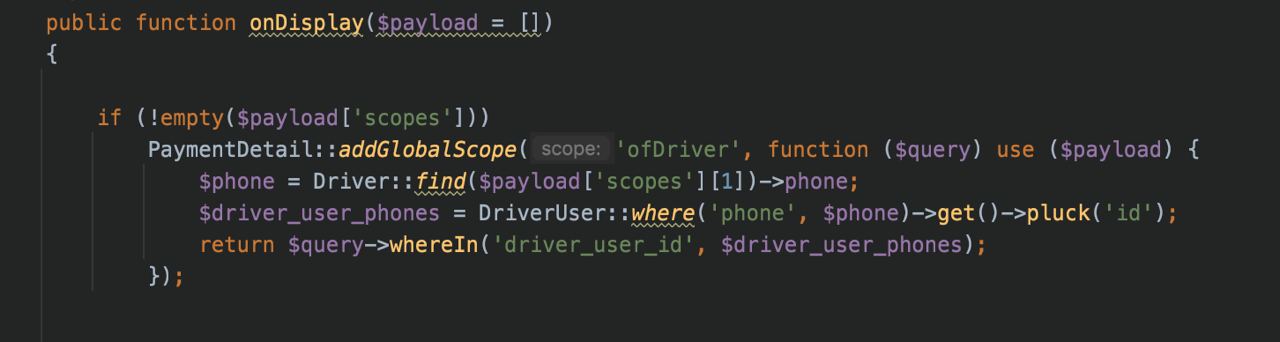 public function onDisplay($payload = [])
{
if (!empty($payload['scopes']))
PaymentDetail::addGlobalScope( scope: 'ofDriver', function ($query) use ($payload) {
$phone = Driver::find($payload['scopes'][1])->phone;
$driver_user_phones = DriverUser::where('phone', $phone)->get()->pluck('id');
return $query->whereIn('driver_user_id', $driver_user_phones);
});